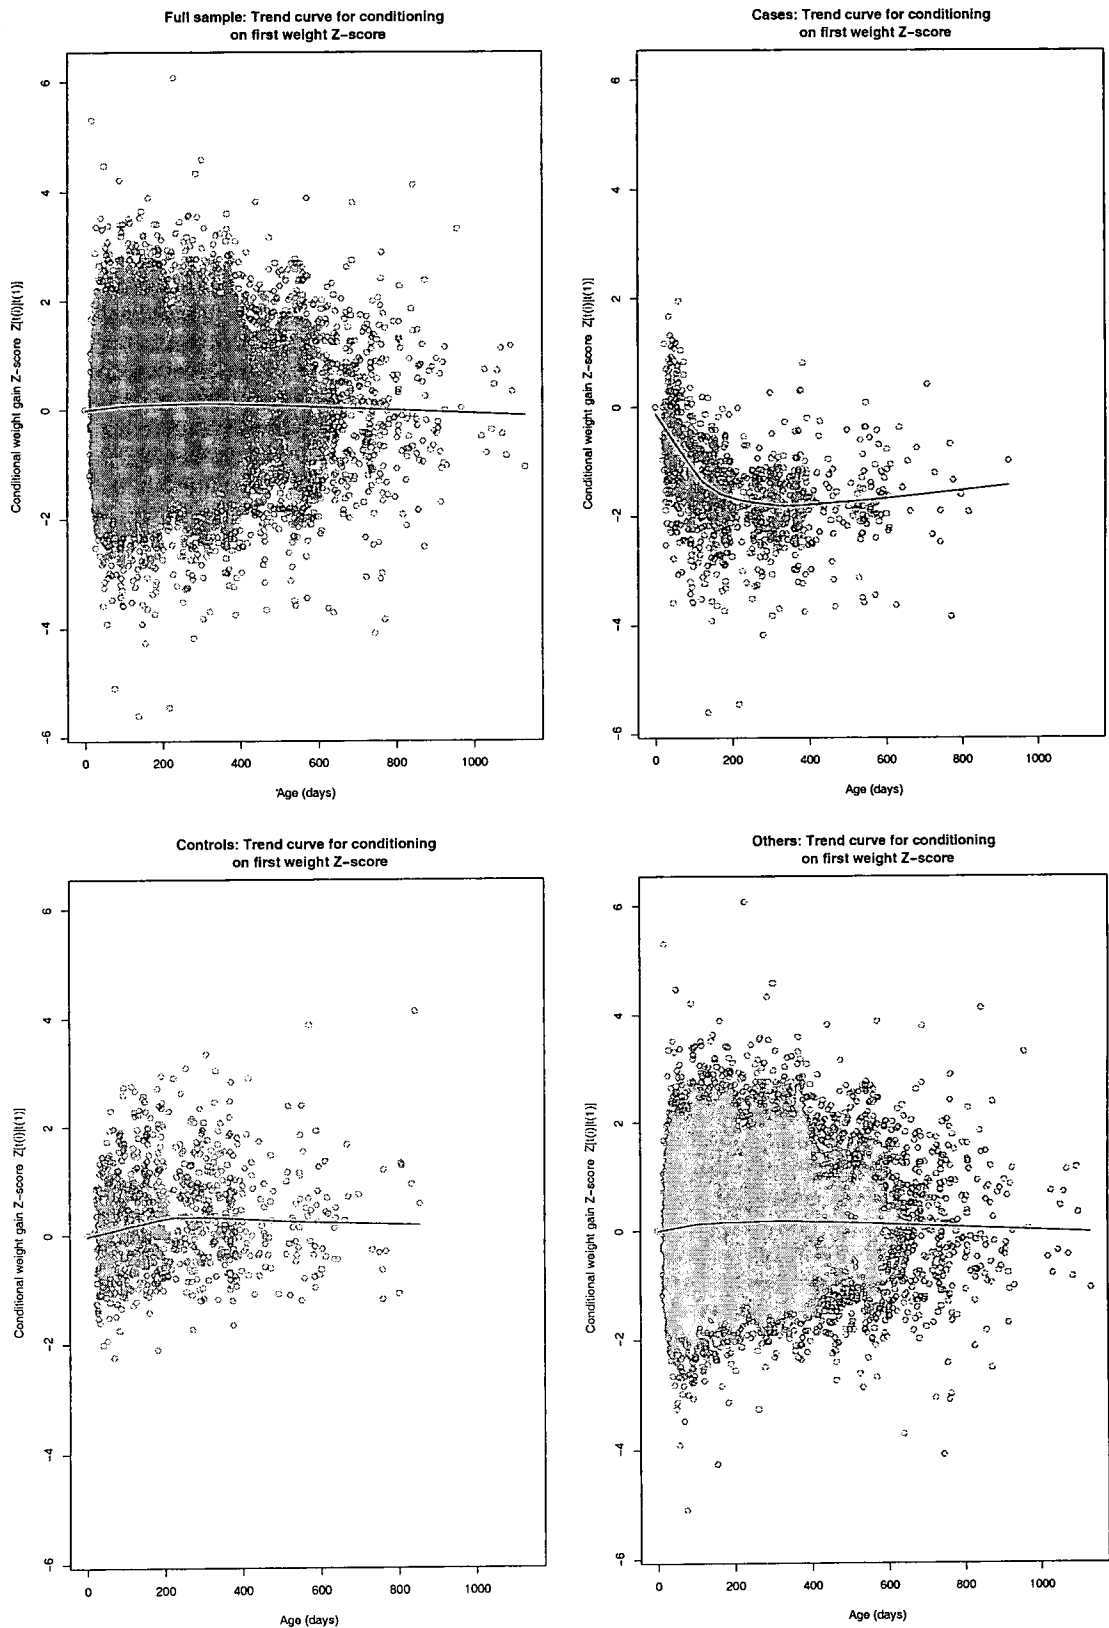 Full sample: Trend curve for conditioning
on first weight Z-score
Conditional weight gain Z-score Z[t(i)|t(1)]
6
4
2
0
-2
-4
-6
0 200 400 600 800 1000
Age (days)
Cases: Trend curve for conditioning
on first weight Z-score
Conditional weight gain Z-score Z[t(i)|t(1)]
6
4
2
0
-2
-4
-6
0 200 400 600 800 1000
Age (days)
Controls: Trend curve for conditioning
on first weight Z-score
Conditional weight gain Z-score Z[t(i)|t(1)]
6
4
2
0
-2
-4
-6
0 200 400 600 800 1000
Age (days)
Others: Trend curve for conditioning
on first weight Z-score
Conditional weight gain Z-score Z[t(i)|t(1)]
6
4
2
0
-2
-4
-6
0 200 400 600 800 1000
Age (days)